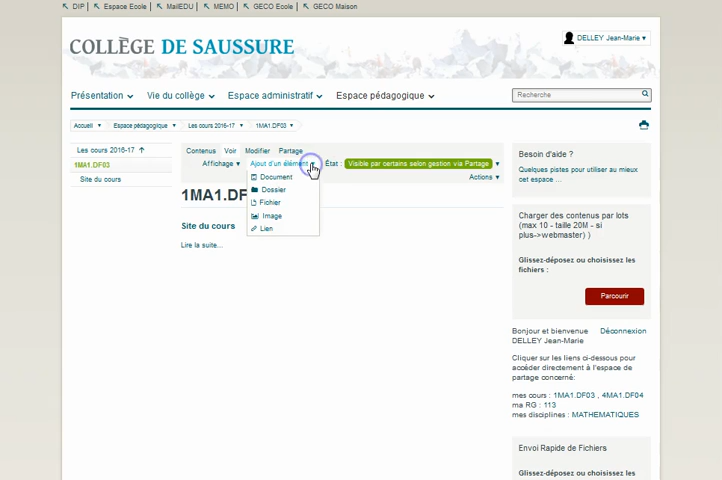 DIP Espace Ecole MailEDU MEMO GECO Ecole GECO Maison
COLLÈGE DE SAUSSURE
DELLEY Jean-Marie
Présentation Vie du collège Espace administratif Espace pédagogique
Recherche
Accueil Espace pédagogique Les cours 2016-17 1MA1.DF03
Les cours 2016-17
1MA1.DF03
Site du cours
Contenus Voir Modifier Partage
Affichage Ajout d'un élément État : Visible par certains selon gestion via Partage
Actions
Document
Dossier
Fichier
Image
Lien
1MA1.DF
Site du cours
Lire la suite...
Besoin d'aide ?
Quelques pistes pour utiliser au mieux
cet espace ...
Charger des contenus par lots
(max 10 - taille 20M - si
plus->webmaster) )
Glissez-déposez ou choisissez les
fichiers :
Parcourir
Bonjour et bienvenue Déconnexion
DELLEY Jean-Marie
Cliquer sur les liens ci-dessous pour
accéder directement à l'espace de
partage concerné:
mes cours : 1MA1.DF03 , 4MA1.DF04
ma RG : 113
mes disciplines : MATHEMATIQUES
Envoi Rapide de Fichiers
Glissez-déposez ou choisissez les